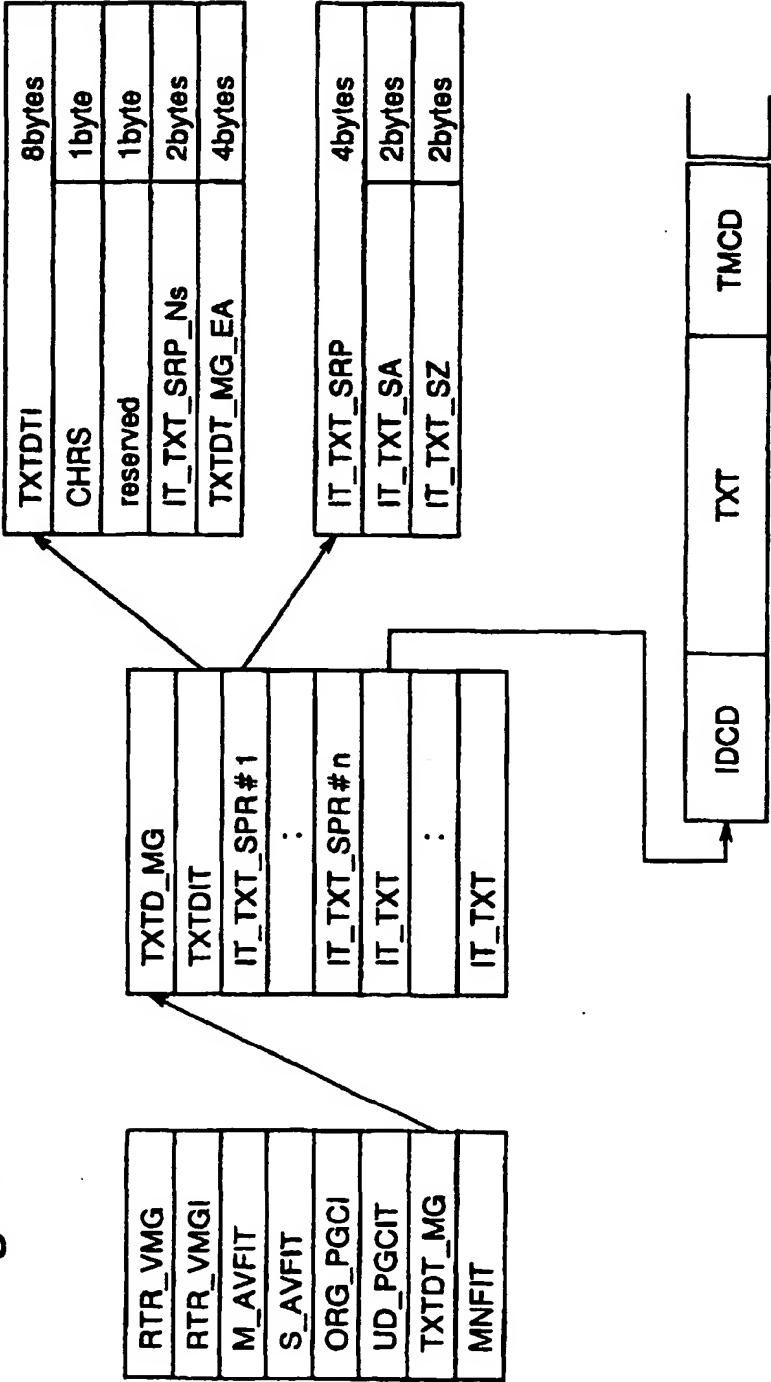 RTR_VMG
RTR_VMGI
M_AVFIT
S_AVFIT
ORG_PGCI
UD_PGCIT
TXTDT_MG
MNFIT
TXTD_MG
TXTDIT
IT_TXT_SPR#1
:
IT_TXT_SPR#n
IT_TXT
:
IT_TXT
TXTDTI 8bytes
CHRS 1byte
reserved 1byte
IT_TXT_SRP_Ns 2bytes
TXTDT_MG_EA 4bytes
IT_TXT_SRP 4bytes
IT_TXT_SA 2bytes
IT_TXT_SZ 2bytes
IDCD TXT TMCD